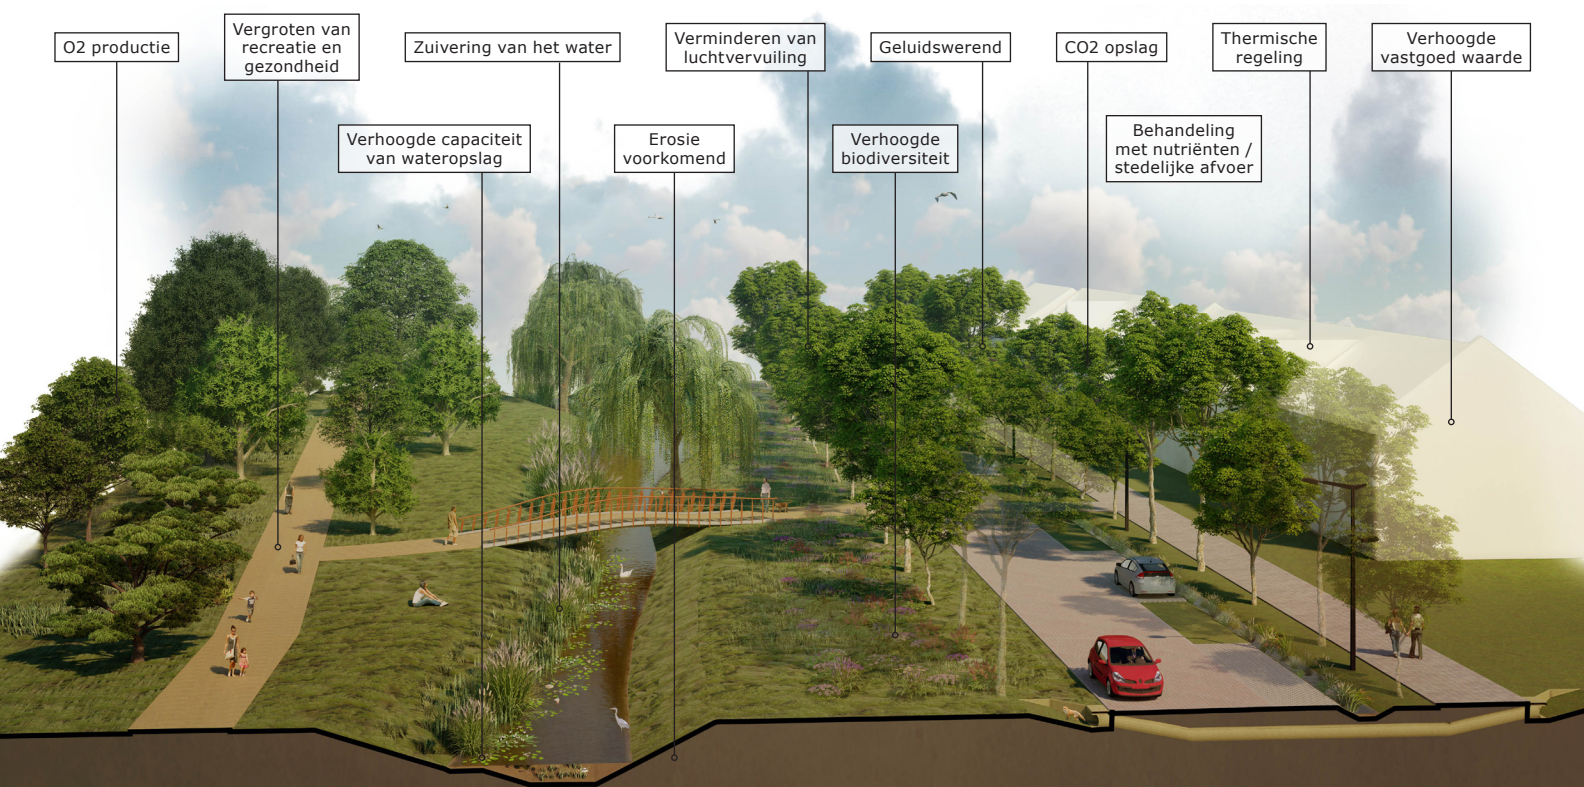 O2 productie
Vergroten van
recreatie en
gezondheid
Zuivering van het water
Verminderen van
luchtvervuiling
Geluidswerend
CO2 opslag
Thermische
regeling
Verhoogde
vastgoed waarde
Verhoogde capaciteit
van wateropslag
Erosie
voorkomend
Verhoogde
biodiversiteit
Behandeling
met nutriënten /
stedelijke afvoer